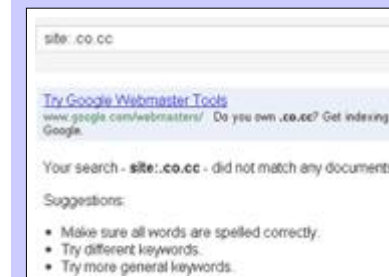 site: .co.cc
Try Google Webmaster Tools
www.google.com/webmasters/ Do you own .co.cc? Get indexing
Google.
Your search - site:.co.cc - did not match any documents
Suggestions:
• Make sure all words are spelled correctly.
• Try different keywords.
• Try more general keywords.